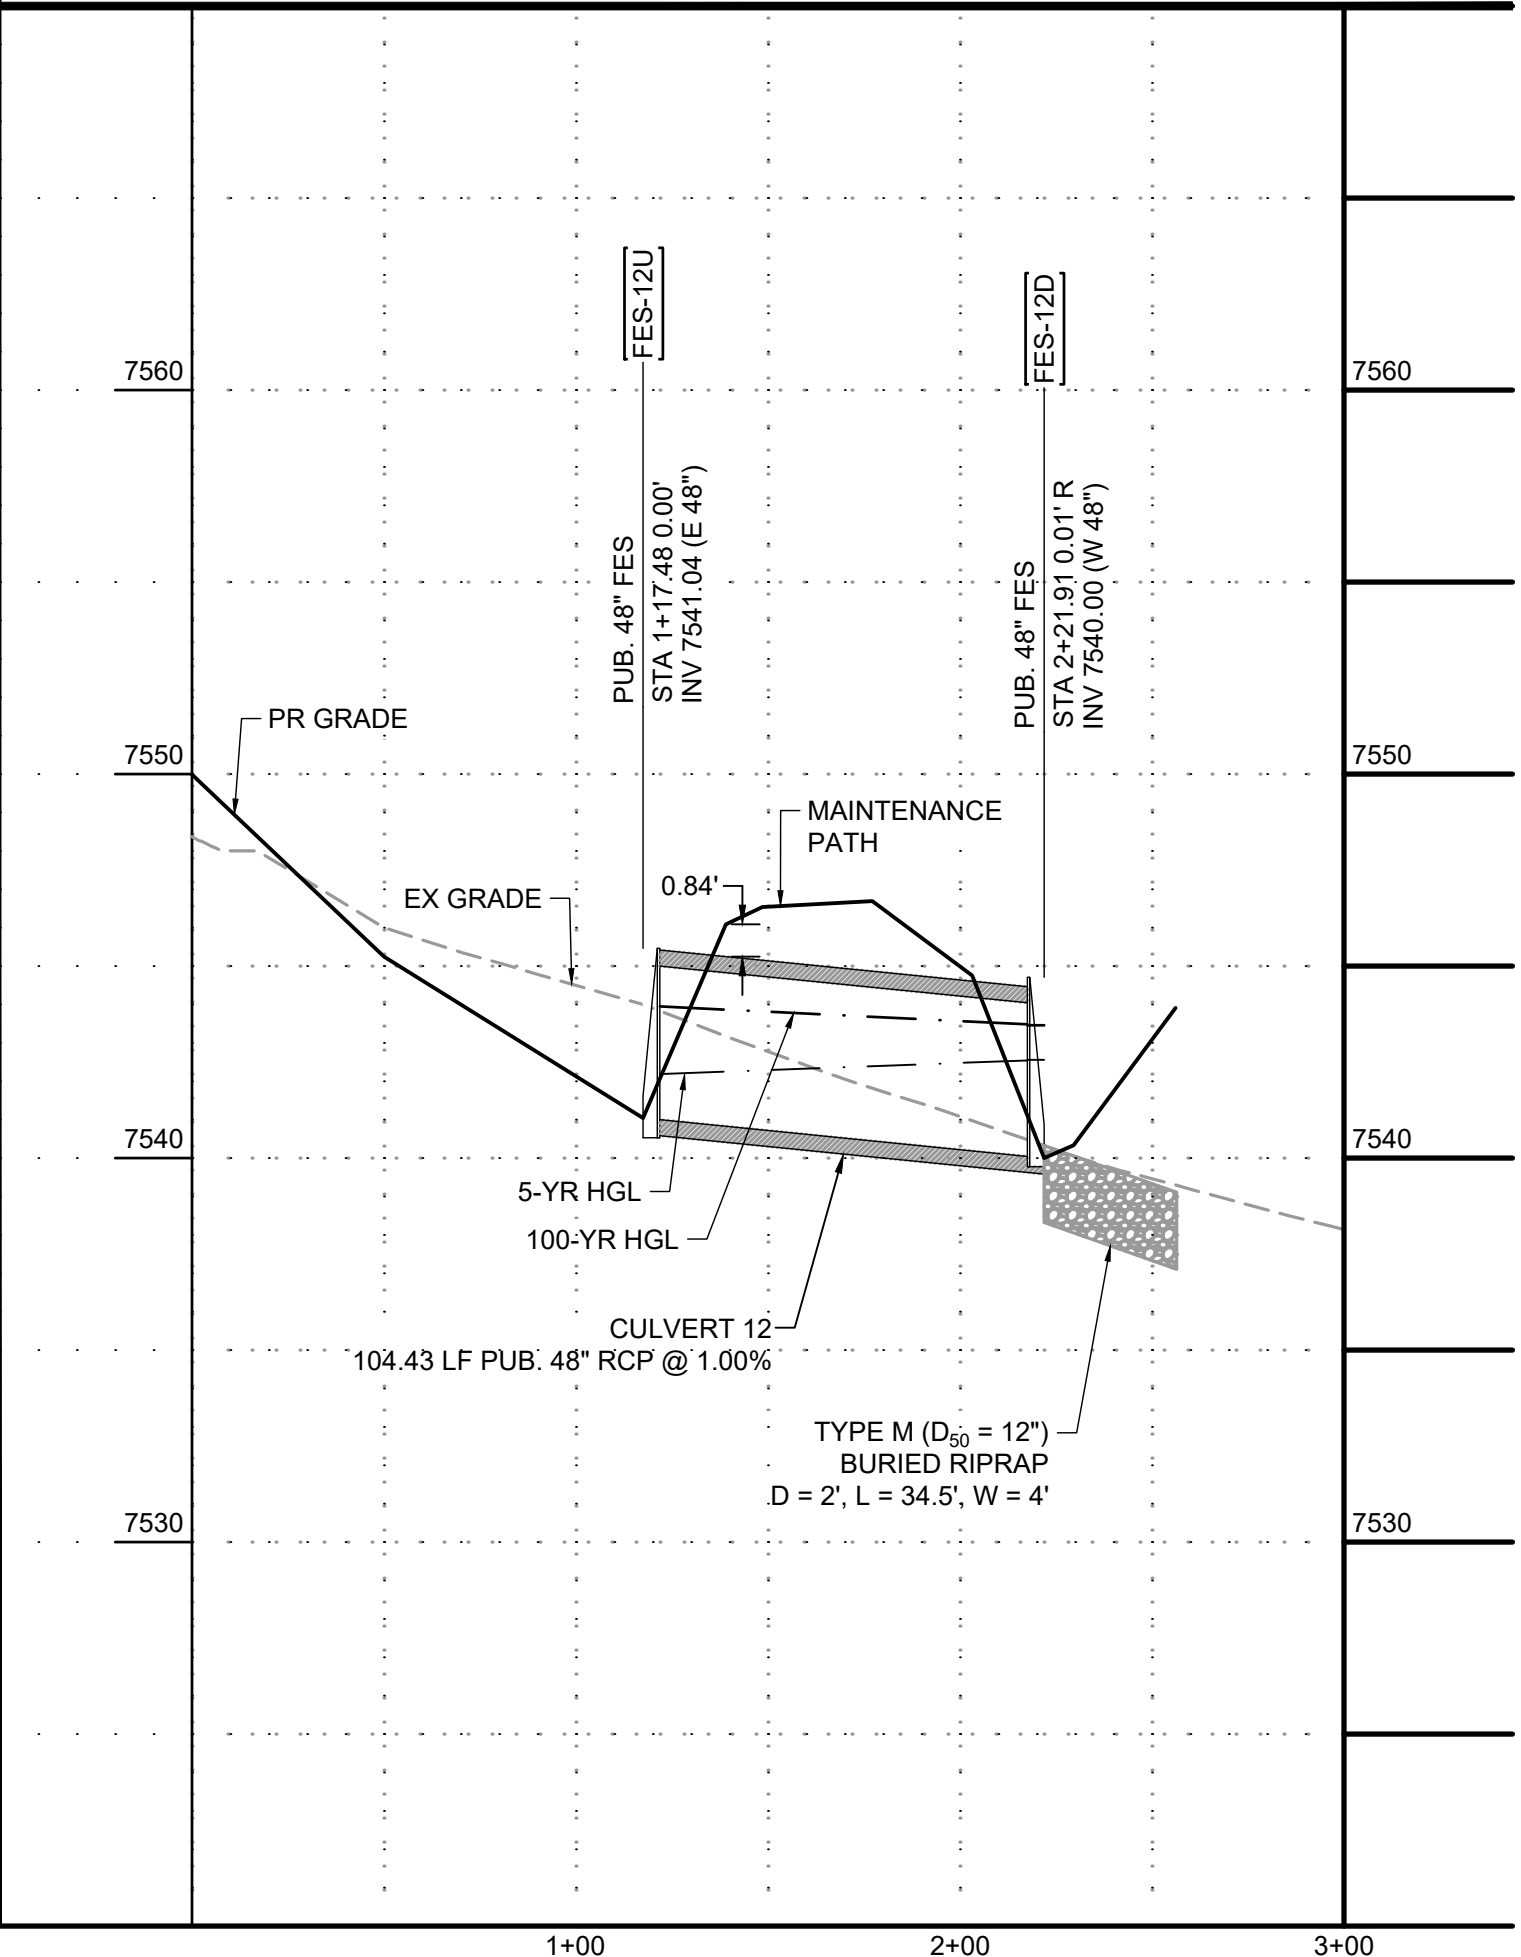 FES-12U
FES-12D
7560
7560
PUB. 48" FES
STA 1+17.48 0.00'
INV 7541.04 (E 48")
PUB. 48" FES
STA 2+21.91 0.01' R
INV 7540.00 (W 48")
PR GRADE
7550
7550
MAINTENANCE
PATH
0.84'
EX GRADE
7540
7540
5-YR HGL
100-YR HGL
CULVERT 12
104.43 LF PUB. 48" RCP @ 1.00%
TYPE M (D50 = 12")
BURIED RIPRAP
D = 2', L = 34.5', W = 4'
7530
7530
1+00
2+00
3+00